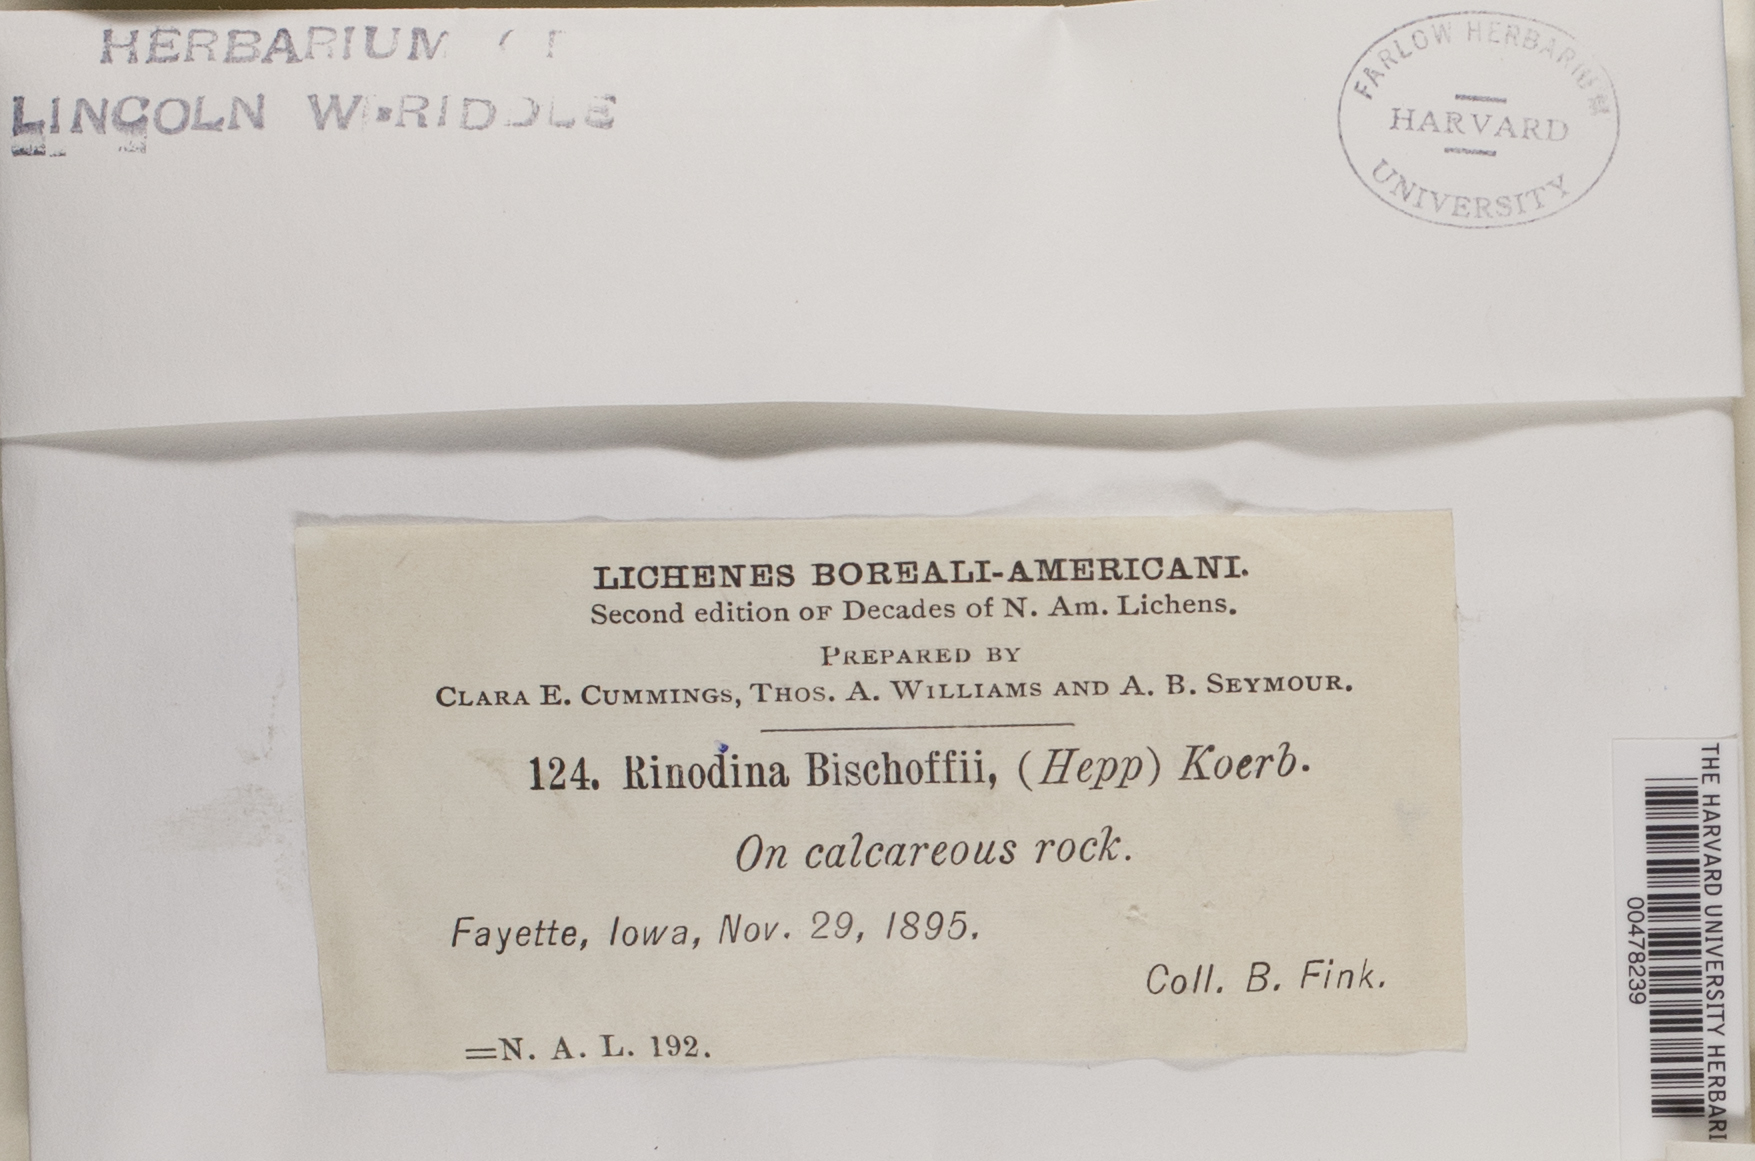 HERBARIUM
LINCOLN W. RIDDLE
FARLOW HERBARIUM
HARVARD
UNIVERSITY
LICHENES BOREALI-AMERICANI.
Second edition OF Decades of N. Am. Lichens.
PREPARED BY
CLARA E. CUMMINGS, THOS. A. WILLIAMS AND A. B. SEYMOUR.
124. Rinodina Bischoffii, (Hepp) Koerb.
On calcareous rock.
Fayette, Iowa, Nov. 29, 1895.
Coll. B. Fink.
=N. A. L. 192.
THE HARVARD UNIVERSITY HERBARI
00478239